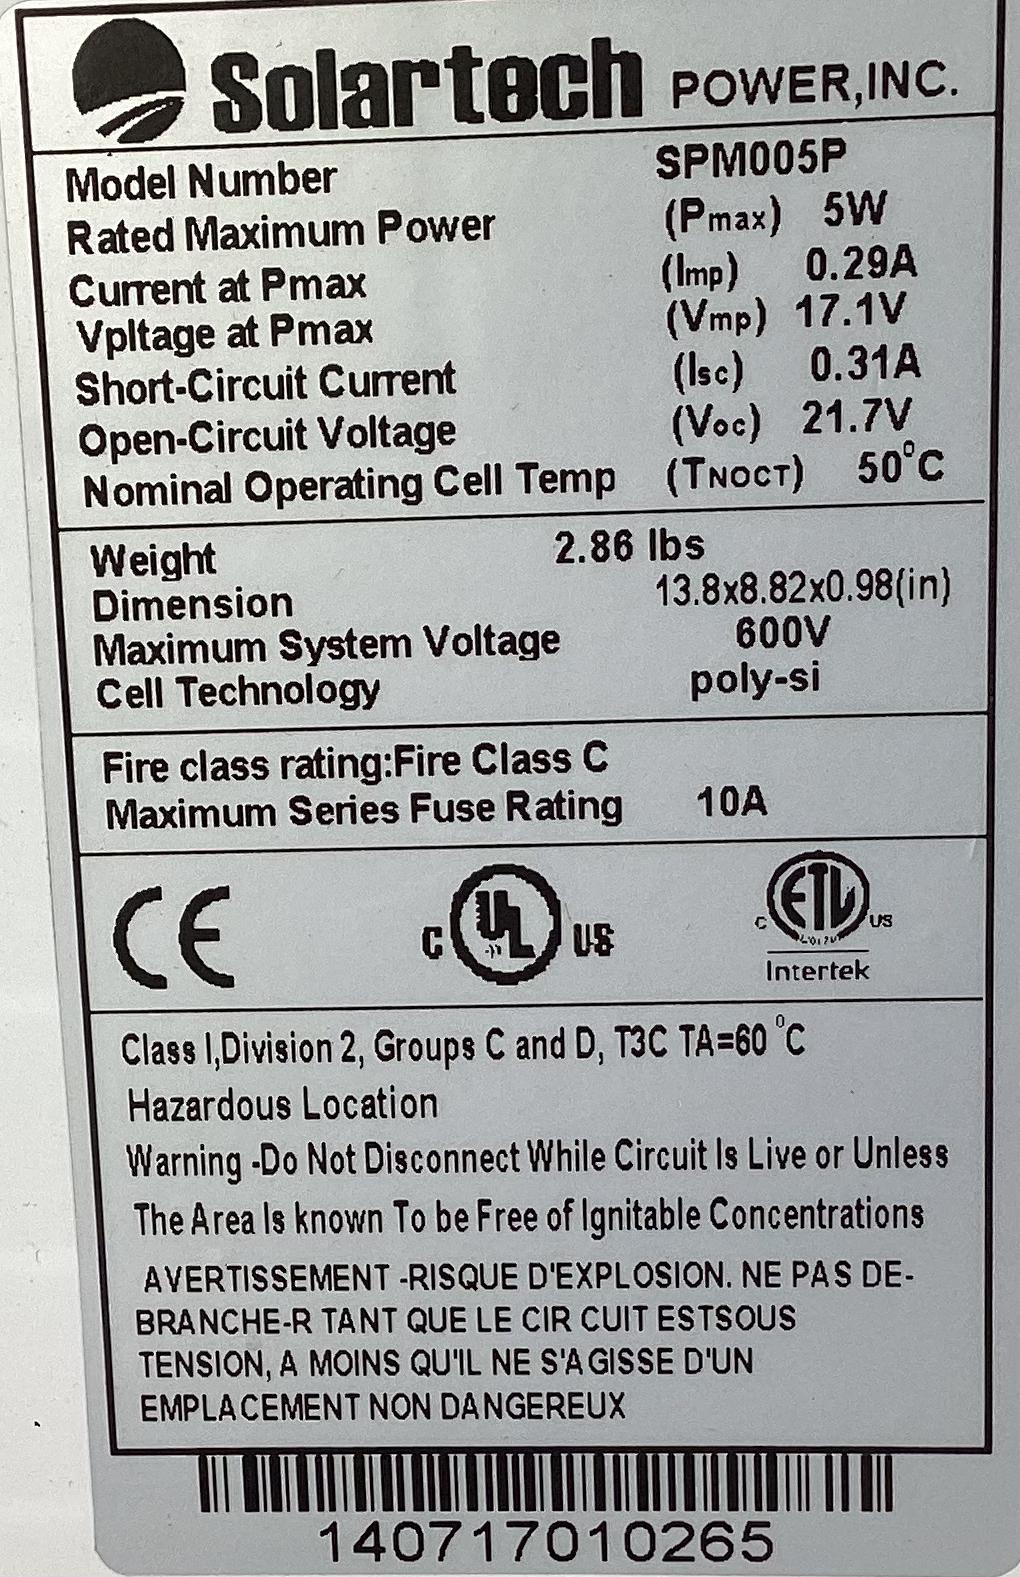 Solartech POWER,INC.
Model Number SPM005P
Rated Maximum Power (Pmax) 5W
Current at Pmax (Imp) 0.29A
Vpltage at Pmax (Vmp) 17.1V
Short-Circuit Current (Isc) 0.31A
Open-Circuit Voltage (Voc) 21.7V
Nominal Operating Cell Temp (TNOCT) 50°C
Weight 2.86 lbs
Dimension 13.8x8.82x0.98(in)
Maximum System Voltage 600V
Cell Technology poly-si
Fire class rating:Fire Class C
Maximum Series Fuse Rating 10A
CE C UL US C ETL US
Intertek
Class I,Division 2, Groups C and D, T3C TA=60 °C
Hazardous Location
Warning -Do Not Disconnect While Circuit Is Live or Unless
The Area Is known To be Free of Ignitable Concentrations
AVERTISSEMENT -RISQUE D'EXPLOSION. NE PAS DE-
BRANCHE-R TANT QUE LE CIR CUIT ESTSOUS
TENSION, A MOINS QU'IL NE S'AGISSE D'UN
EMPLACEMENT NON DANGEREUX
140717010265